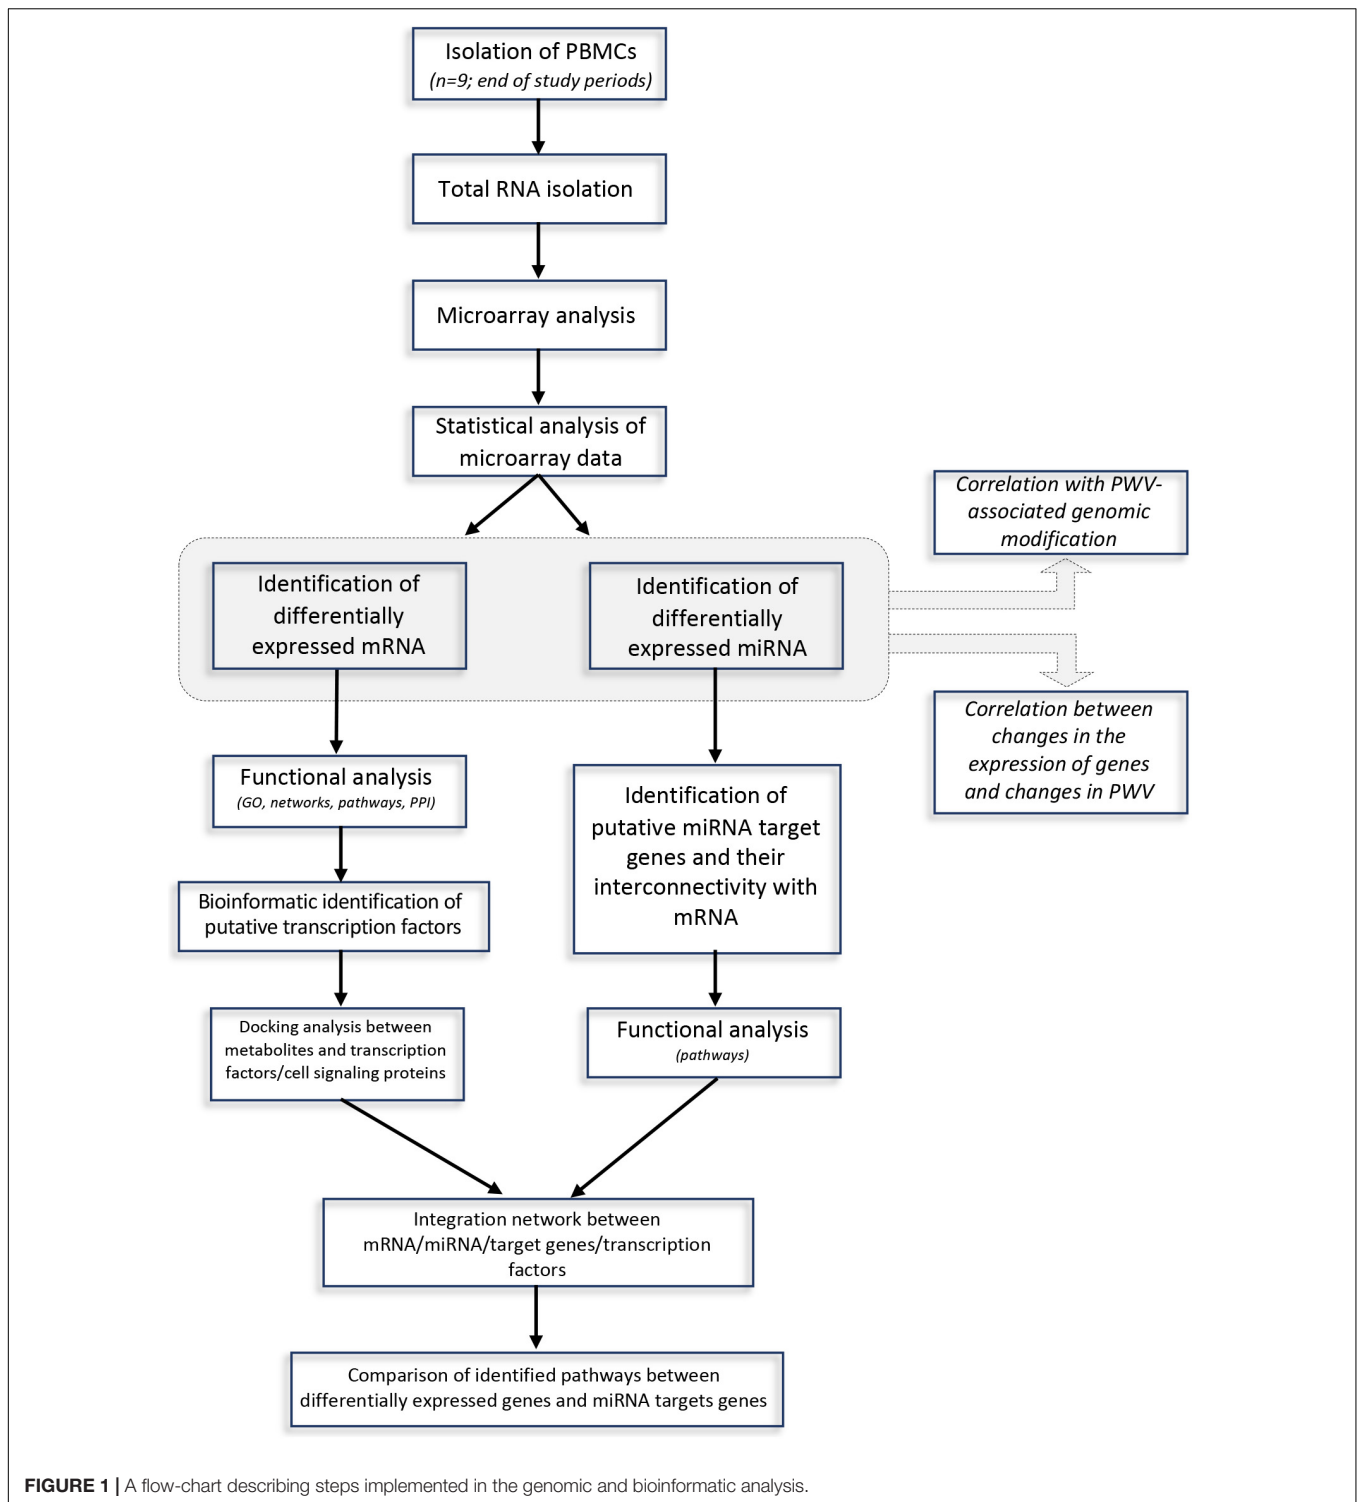 Isolation of PBMCs
(n=9; end of study periods)
Total RNA isolation
Microarray analysis
Statistical analysis of
microarray data
Correlation with PWV-
associated genomic
modification
Identification of
differentially
expressed mRNA
Identification of
differentially
expressed miRNA
Correlation between
changes in the
expression of genes
and changes in PWV
Functional analysis
(GO, networks, pathways, PPI)
Identification of
putative miRNA target
genes and their
interconnectivity with
mRNA
Bioinformatic identification of
putative transcription factors
Docking analysis between
metabolites and transcription
factors/cell signaling proteins
Functional analysis
(pathways)
Integration network between
mRNA/miRNA/target genes/transcription
factors
Comparison of identified pathways between
differentially expressed genes and miRNA targets genes
FIGURE 1 | A flow-chart describing steps implemented in the genomic and bioinformatic analysis.